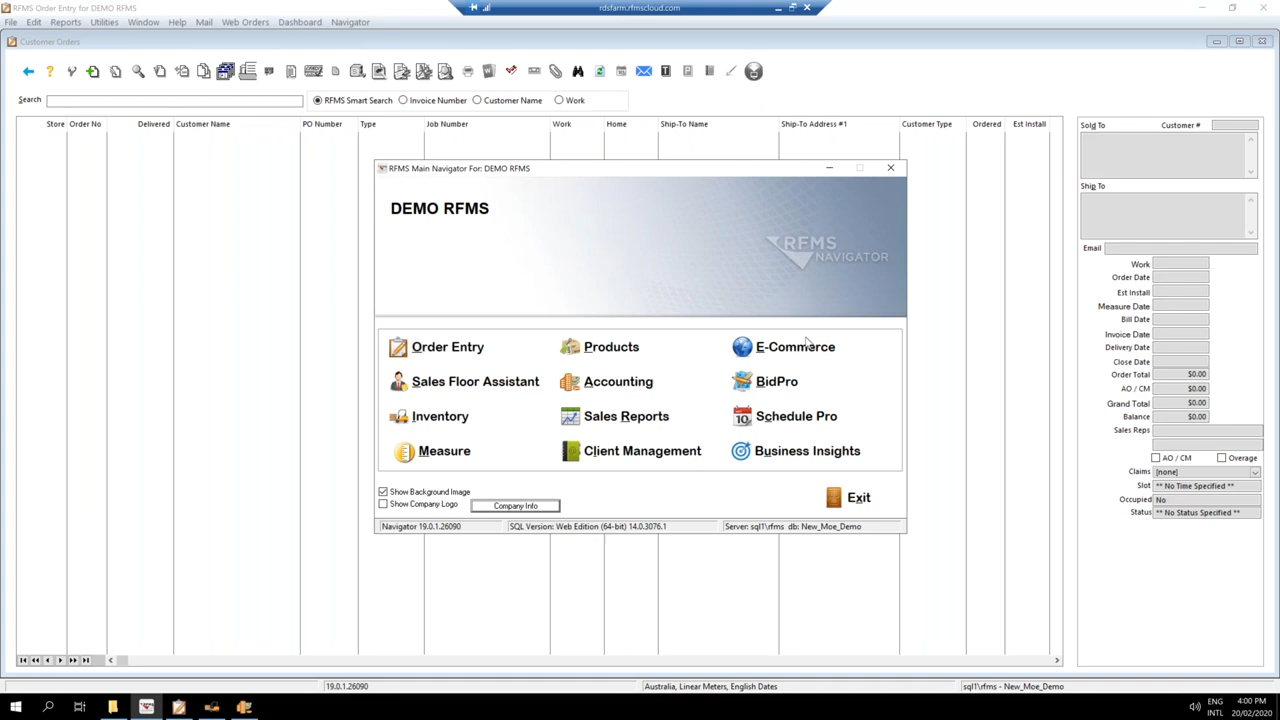 RFMS Order Entry for DEMO RFMS
rdsfarm.rfmscloud.com
File Edit Reports Utilities Window Help Mail Web Orders Dashboard Navigator
Customer Orders
Search
RFMS Smart Search Invoice Number Customer Name Work
Store Order No Delivered Customer Name PO Number Type Job Number Work Home Ship-To Name Ship-To Address #1 Customer Type Ordered Est Install
Sold To Customer #
Ship To
Email
Work
Order Date
Est Install
Measure Date
Bill Date
Invoice Date
Delivery Date
Close Date
Order Total $0.00
AO / CM $0.00
Grand Total $0.00
Balance $0.00
Sales Reps
AO / CM Overage
Claims [none]
Slot ** No Time Specified **
Occupied No
Status ** No Status Specified **
RFMS Main Navigator For: DEMO RFMS
DEMO RFMS
RFMS
NAVIGATOR
Order Entry Products E-Commerce
Sales Floor Assistant Accounting BidPro
Inventory Sales Reports Schedule Pro
Measure Client Management Business Insights
Show Background Image
Show Company Logo Company Info Exit
Navigator 19.0.1.26090 SQL Version: Web Edition (64-bit) 14.0.3076.1 Server: sql1\rfms db: New_Moe_Demo
19.0.1.26090 Australia, Linear Meters, English Dates sql1\rfms - New_Moe_Demo
ENG 4:00 PM
INTL 20/02/2020